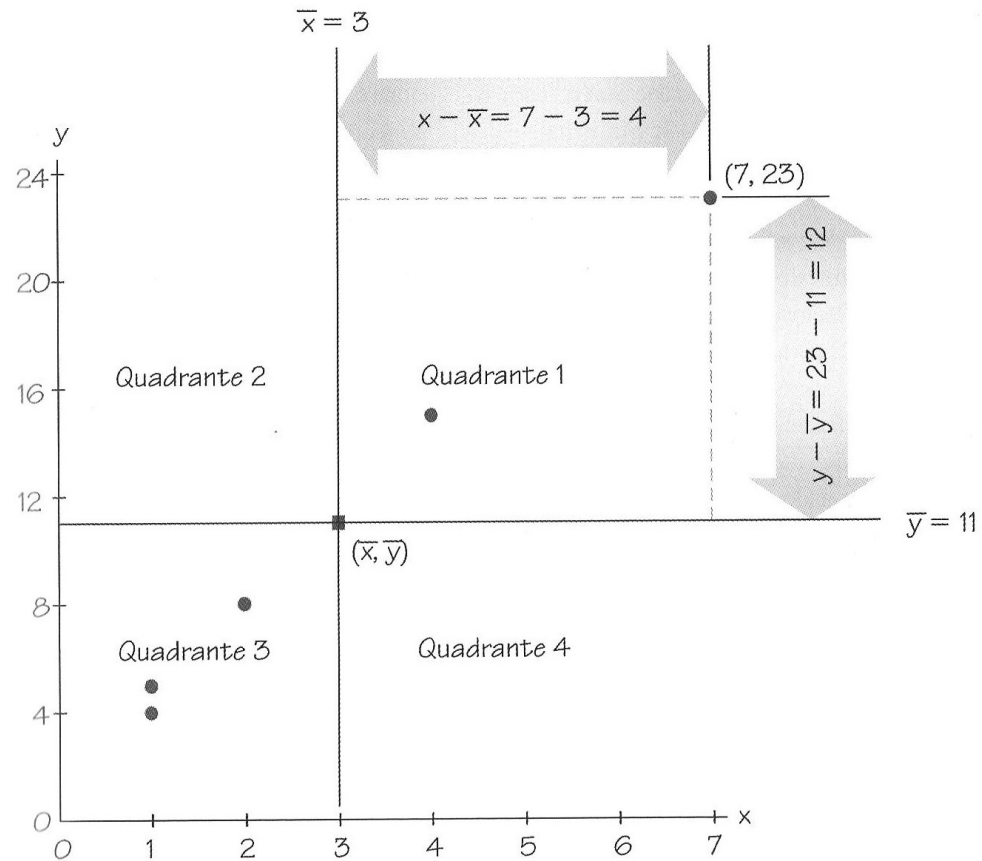 x̅ = 3
x − x̅ = 7 − 3 = 4
y
24
(7, 23)
20
y − y̅ = 23 − 11 = 12
Quadrante 2
Quadrante 1
16
12
y̅ = 11
(x̅, y̅)
8
Quadrante 3
Quadrante 4
4
0
x
0 1 2 3 4 5 6 7